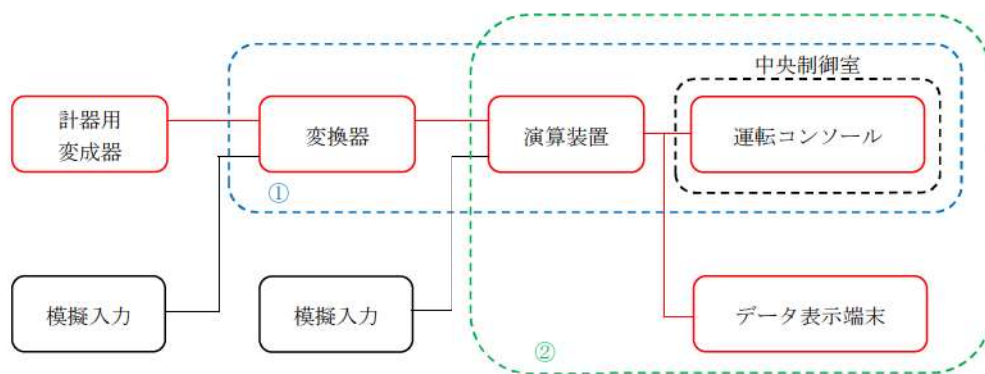 中央制御室
計器用
変成器
変換器
演算装置
運転コンソール
①
模擬入力
模擬入力
データ表示端末
②